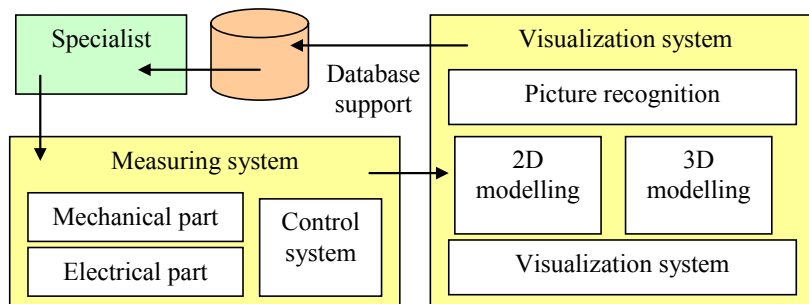 Specialist
Database
support
Visualization system
Picture recognition
2D
modelling
3D
modelling
Visualization system
Measuring system
Mechanical part
Electrical part
Control
system